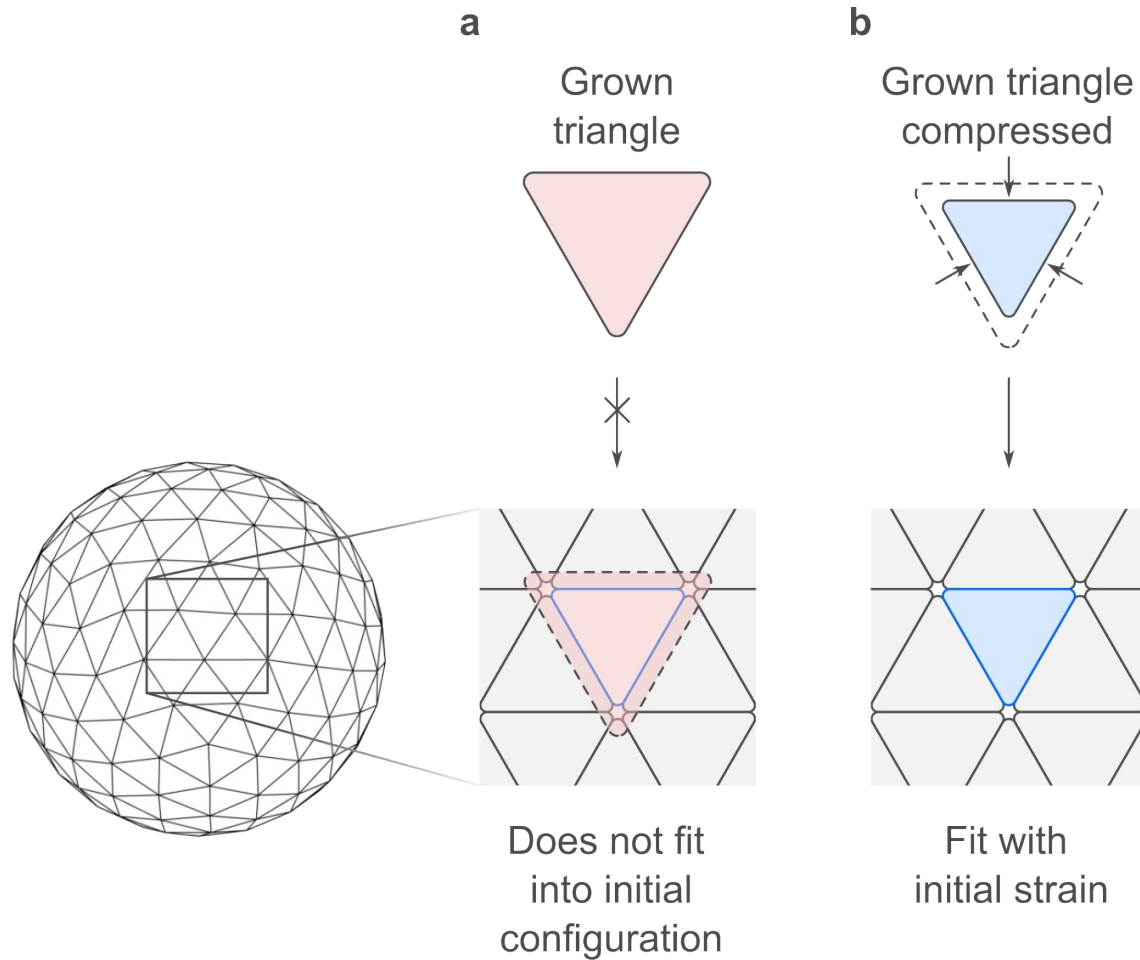 a
Grown
triangle
Does not fit
into initial
configuration
b
Grown triangle
compressed
Fit with
initial strain